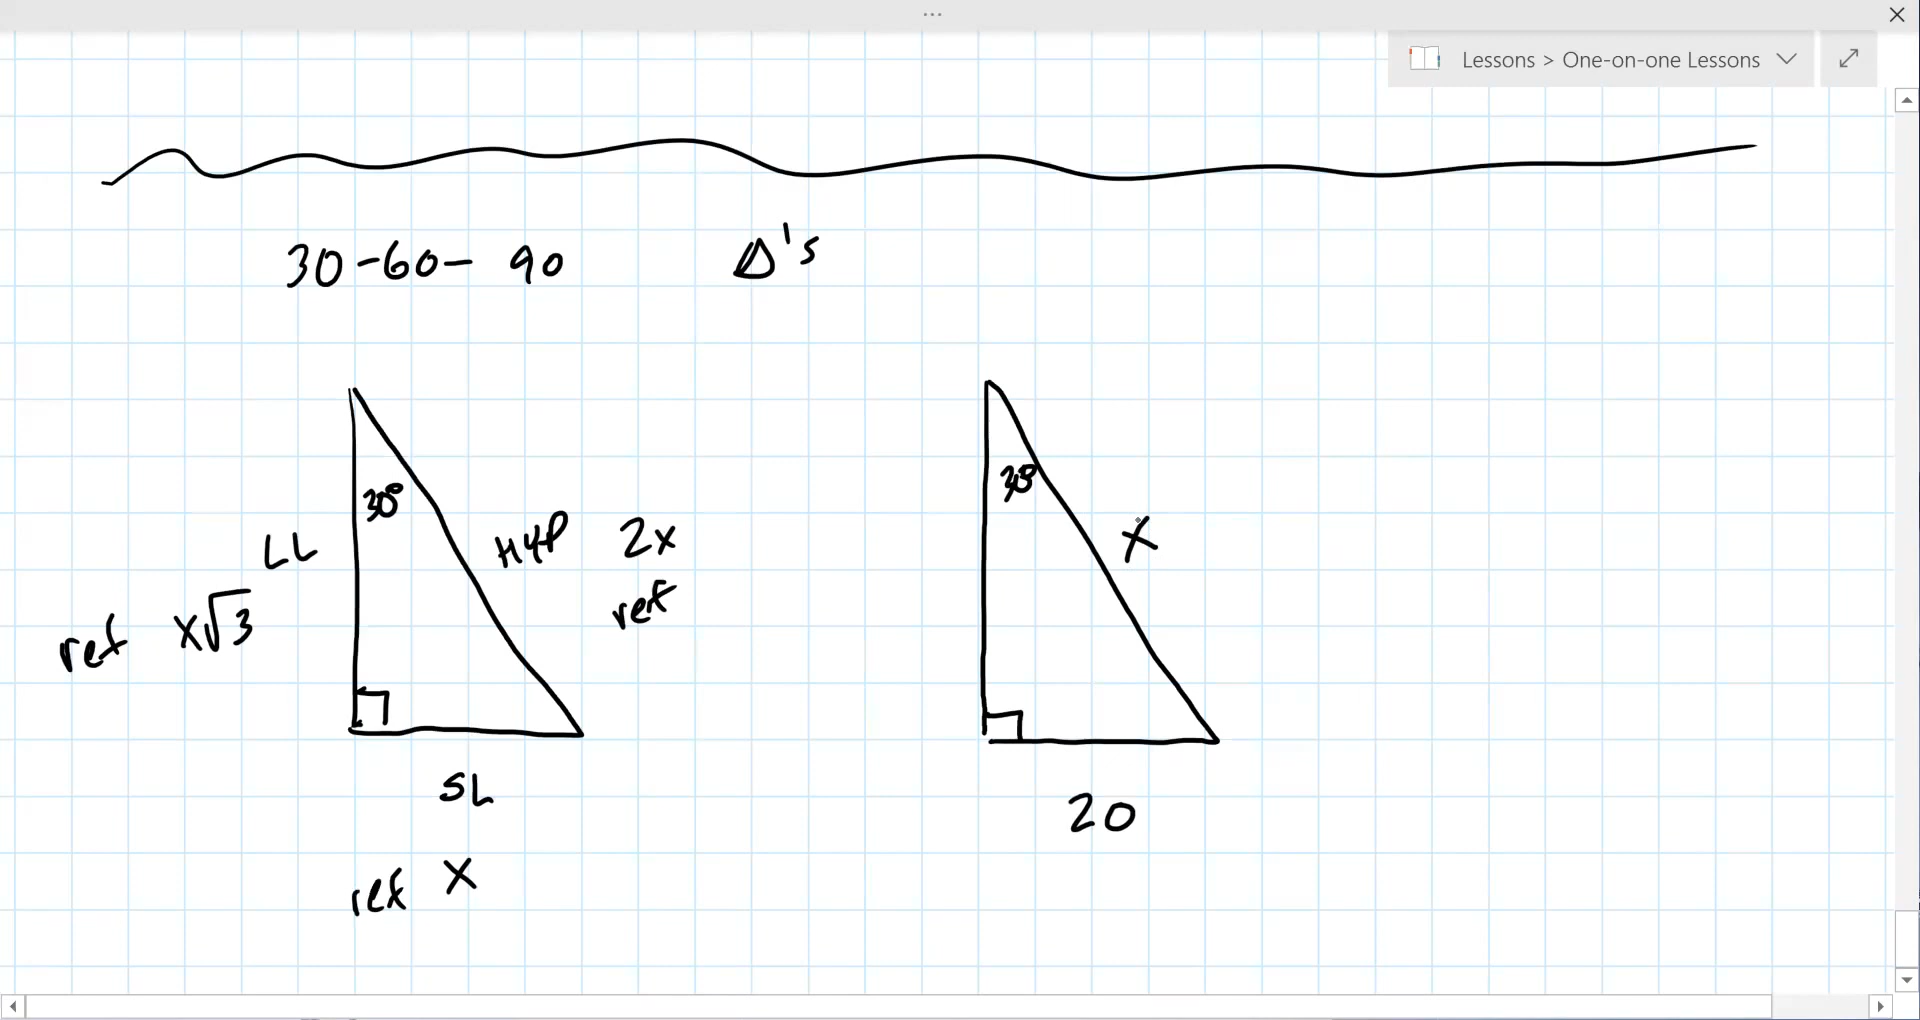 ...
Lessons > One-on-one Lessons
30-60-90 Δ's
30°
LL
HYP 2x
ref x√3
ref
SL
ref x
30°
x
20